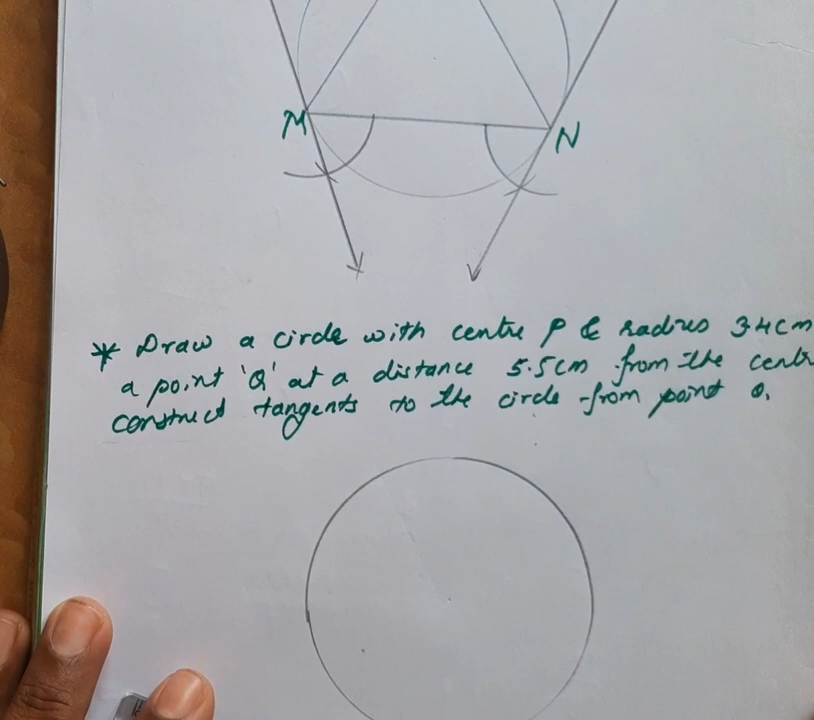 M
N
* Draw a circle with centre P & radius 3.4cm
a point 'Q' at a distance 5.5cm from the centr
construct tangents to the circle from point Q.